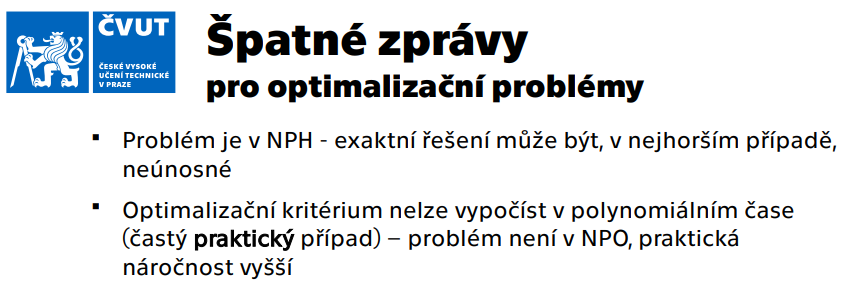 ČVUT
ČESKÉ VYSOKÉ
UČENÍ TECHNICKÉ
V PRAZE
Špatné zprávy
pro optimalizační problémy
▪ Problém je v NPH - exaktní řešení může být, v nejhorším případě,
neúnosné
▪ Optimalizační kritérium nelze vypočíst v polynomiálním čase
(častý praktický případ) – problém není v NPO, praktická
náročnost vyšší